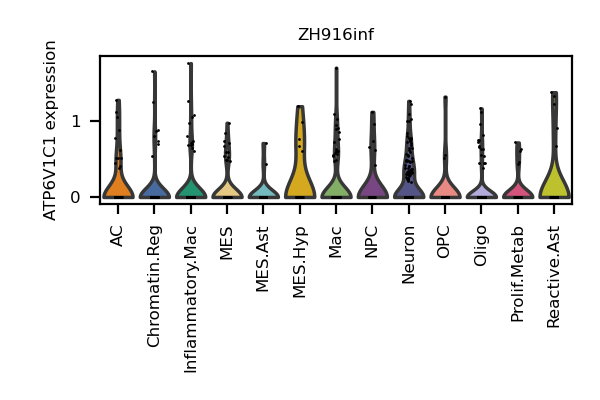 ZH916inf
ATP6V1C1 expression
1
0
AC
Chromatin.Reg
Inflammatory.Mac
MES
MES.Ast
MES.Hyp
Mac
NPC
Neuron
OPC
Oligo
Prolif.Metab
Reactive.Ast